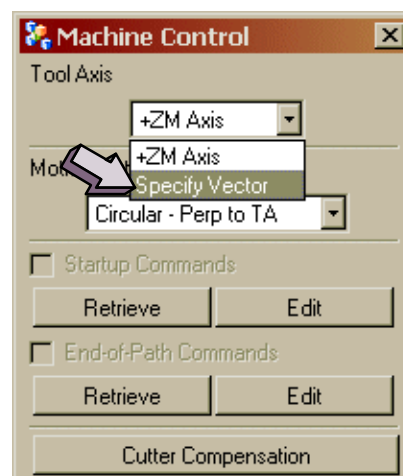 Machine Control
Tool Axis
+ZM Axis
+ZM Axis
Specify Vector
Circular - Perp to TA
Startup Commands
Retrieve Edit
End-of-Path Commands
Retrieve Edit
Cutter Compensation